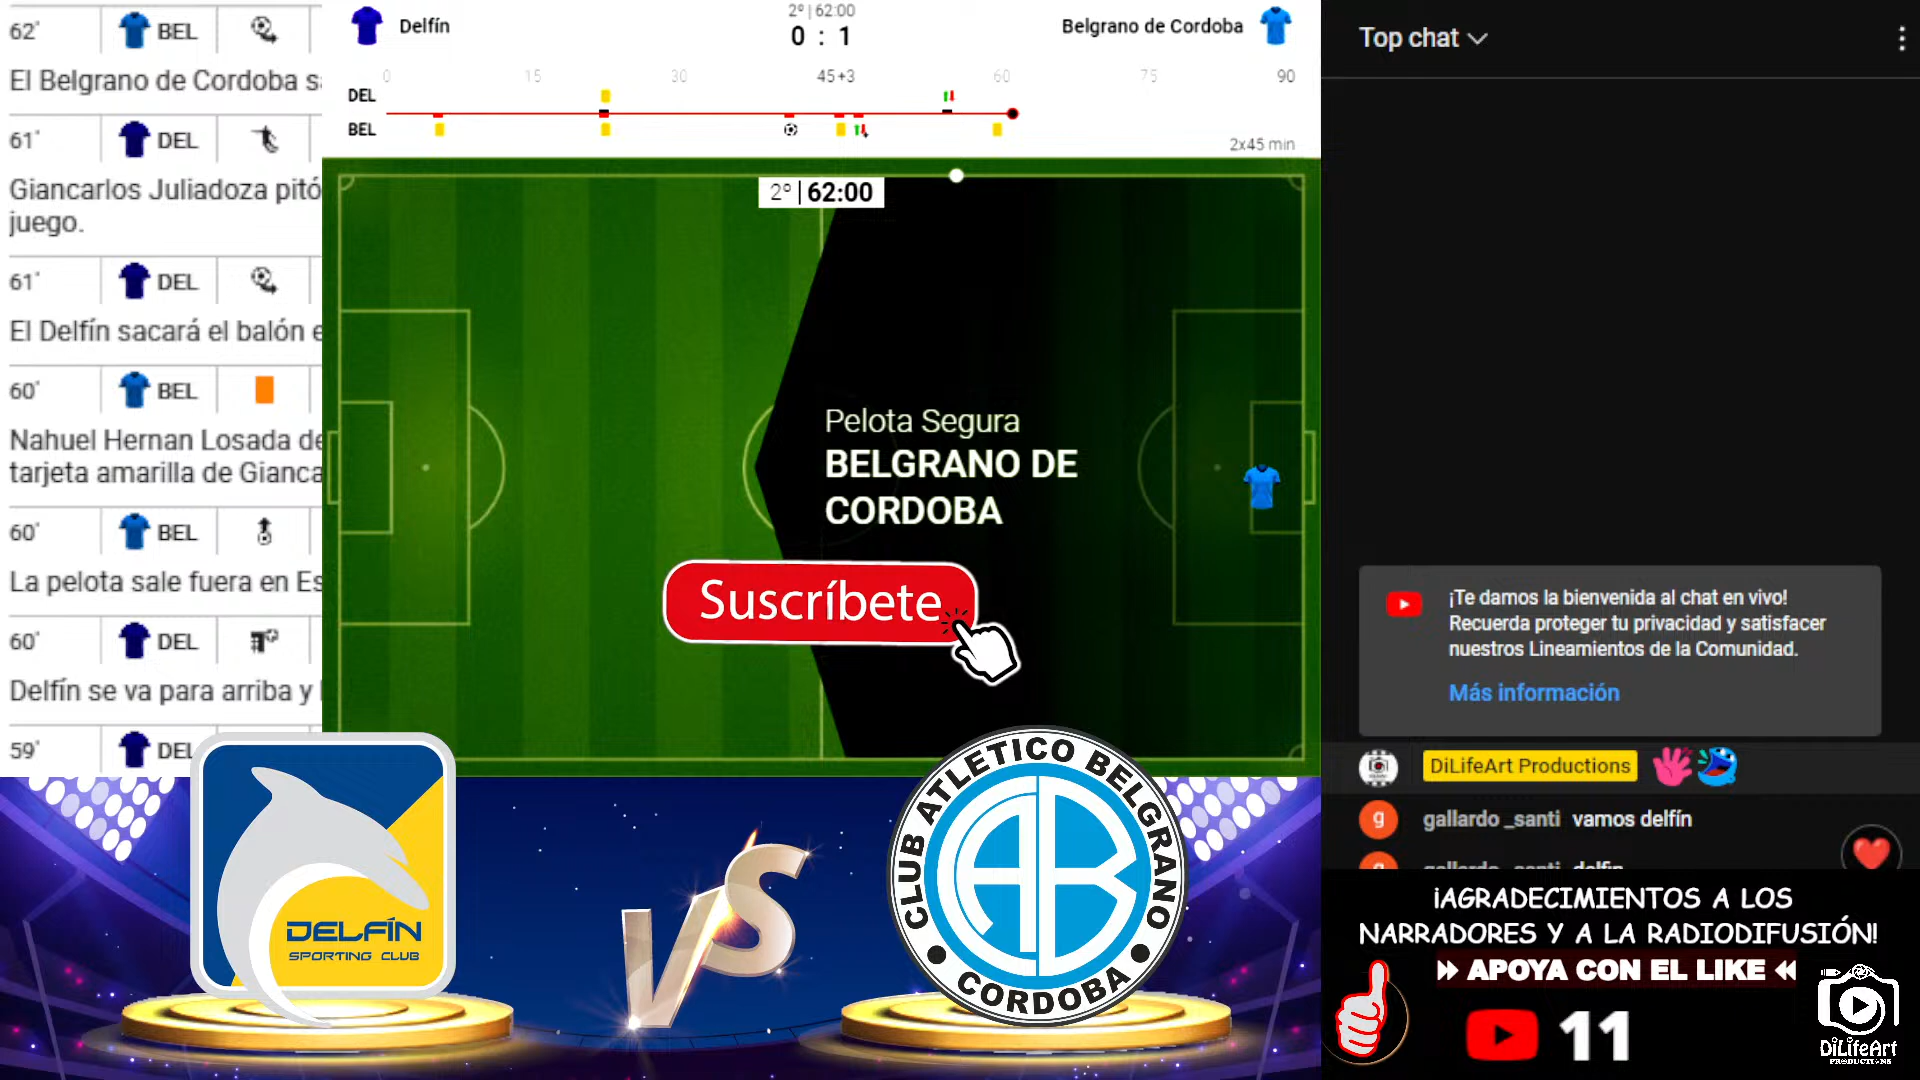 62'
BEL
El Belgrano de Cordoba
61'
DEL
Giancarlos Juliadoza pitó
juego.
61'
DEL
El Delfín sacará el balón
60'
BEL
Nahuel Hernan Losada
tarjeta amarilla de
60'
BEL
La pelota sale fuera en
60'
DEL
Delfín se va para arriba y
59'
DEL
Delfín
2º | 62:00
0 : 1
Belgrano de Cordoba
0 15 30 45+3 60 75 90
DEL
BEL
2x45 min
2º | 62:00
Pelota Segura
BELGRANO DE
CORDOBA
Suscríbete
DELFÍN
SPORTING CLUB
VS
CLUB ATLETICO BELGRANO
CORDOBA
Top chat
¡Te damos la bienvenida al chat en vivo!
Recuerda proteger tu privacidad y satisfacer
nuestros Lineamientos de la Comunidad.
Más información
DiLifeArt Productions
g gallardo _santi vamos delfín
¡AGRADECIMIENTOS A LOS
NARRADORES Y A LA RADIODIFUSIÓN!
APOYA CON EL LIKE
11
DiLifeArt
PRODUCTIONS